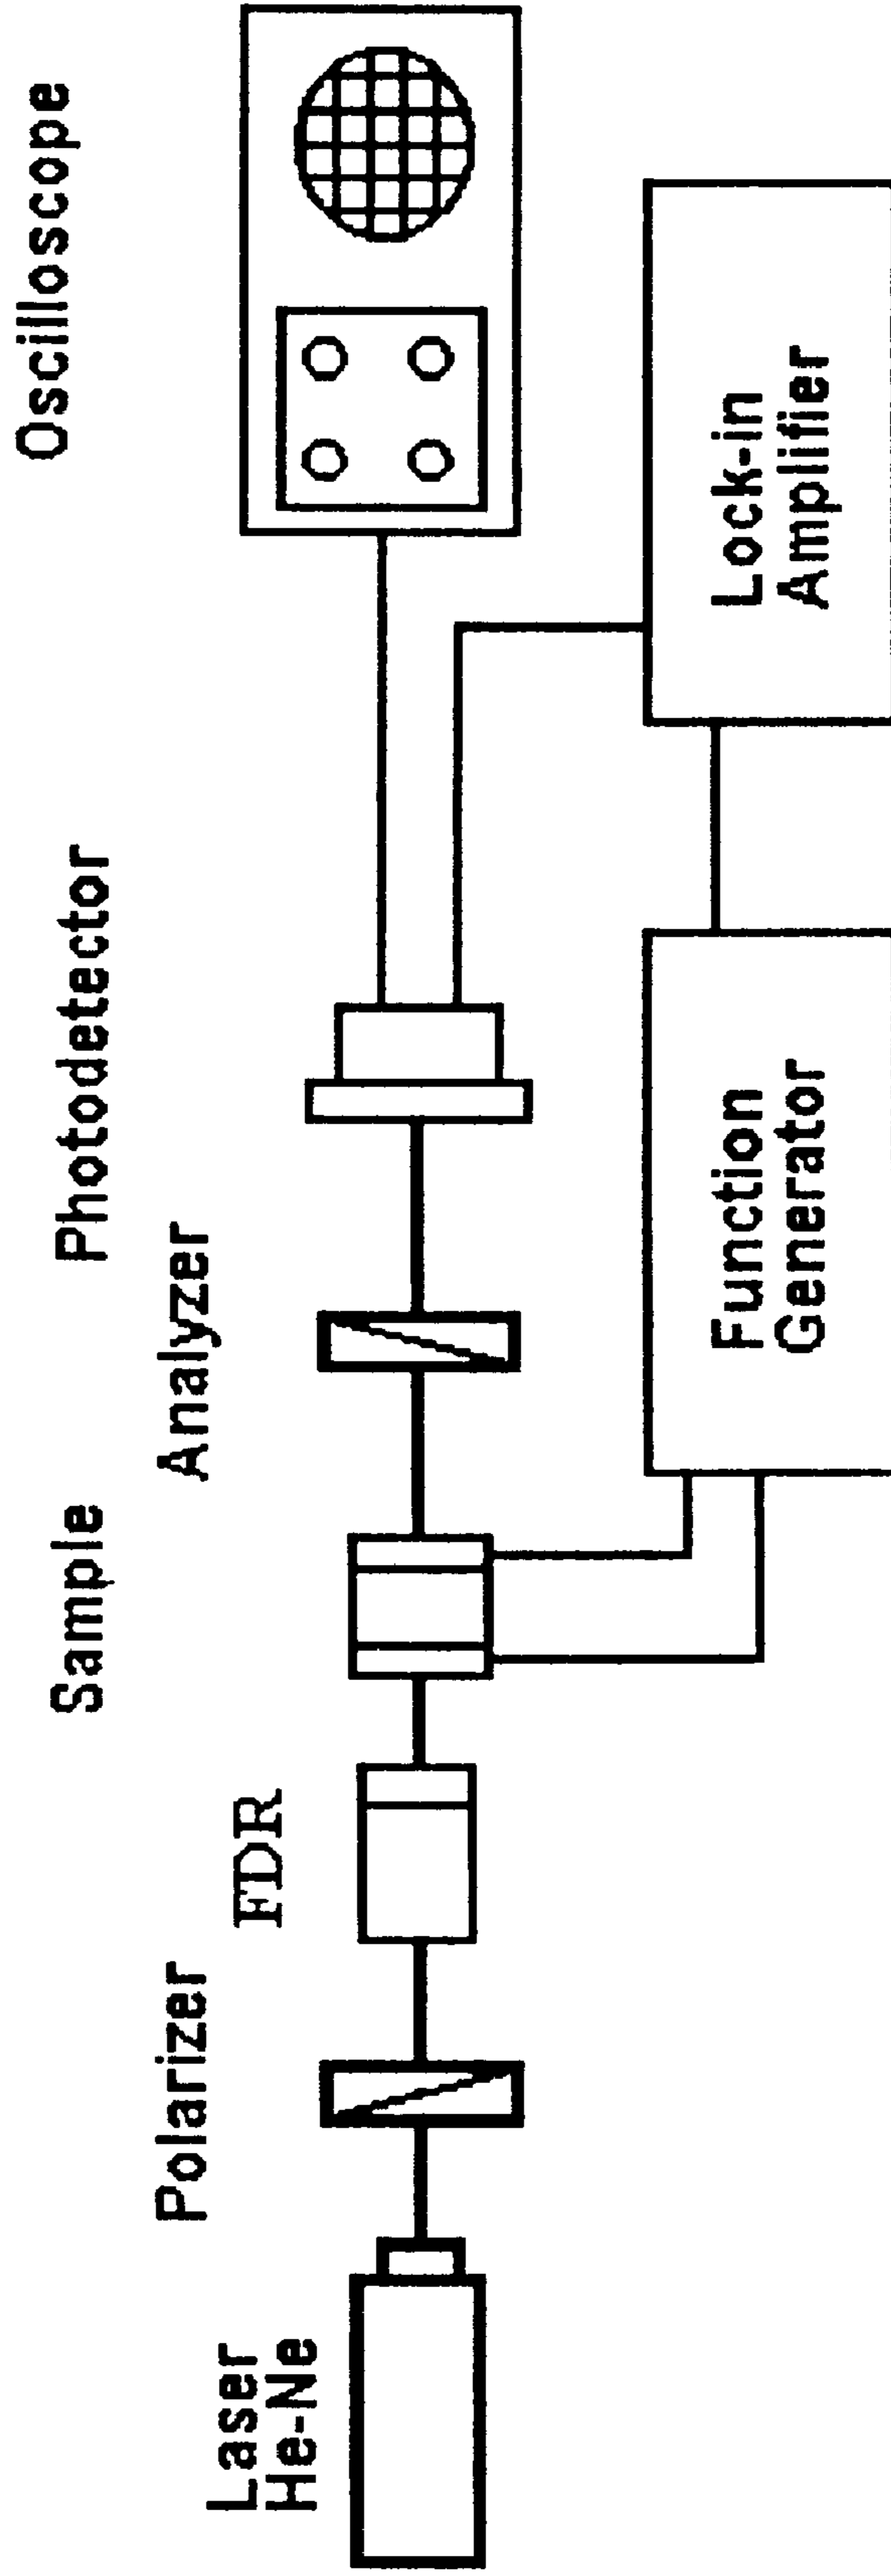 Laser
He-Ne
Polarizer
FDR
Sample
Analyzer
Photodetector
Oscilloscope
Function
Generator
Lock-in
Amplifier